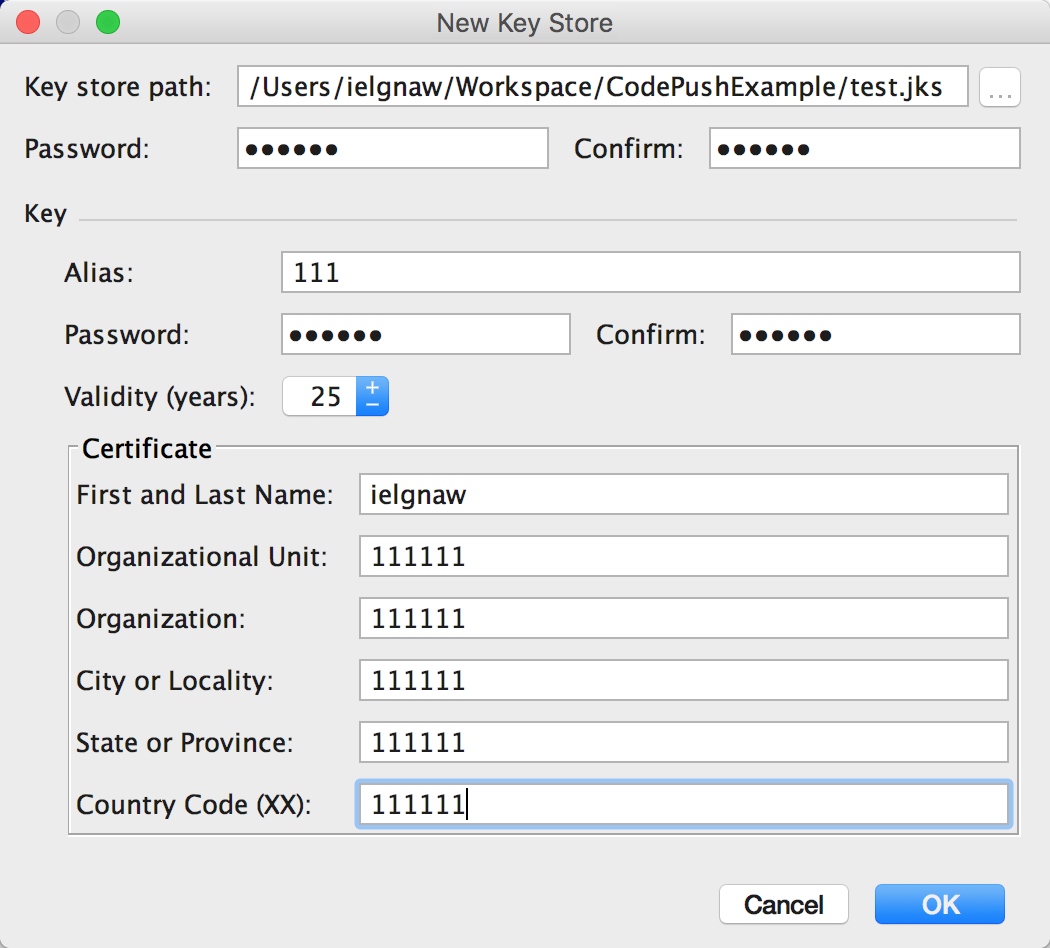 New Key Store
Key store path: /Users/ielgnaw/Workspace/CodePushExample/test.jks ...
Password: •••••• Confirm: ••••••
Key
Alias: 111
Password: •••••• Confirm: ••••••
Validity (years): 25 + −
Certificate
First and Last Name: ielgnaw
Organizational Unit: 111111
Organization: 111111
City or Locality: 111111
State or Province: 111111
Country Code (XX): 111111
Cancel OK